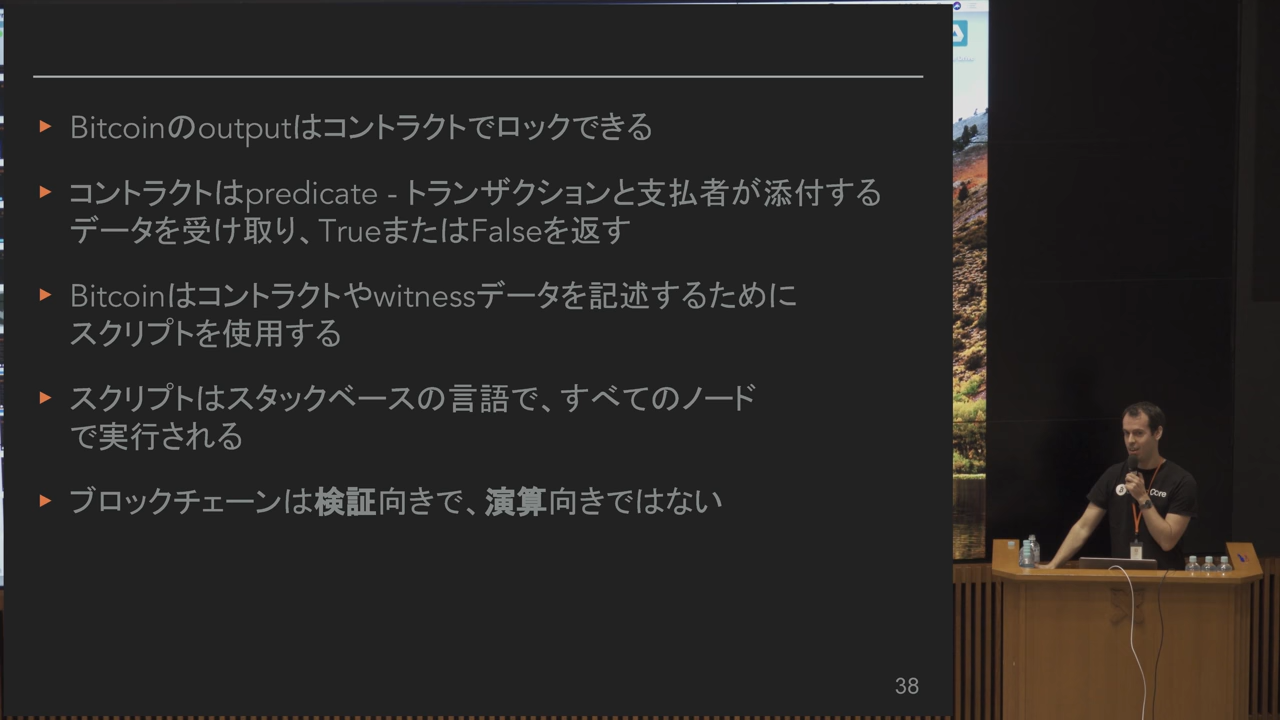 Bitcoinのoutputはコントラクトでロックできる
コントラクトはpredicate - トランザクションと支払者が添付する
データを受け取り、TrueまたはFalseを返す
Bitcoinはコントラクトやwitnessデータを記述するために
スクリプトを使用する
スクリプトはスタックベースの言語で、すべてのノード
で実行される
ブロックチェーンは検証向きで、演算向きではない
38
core